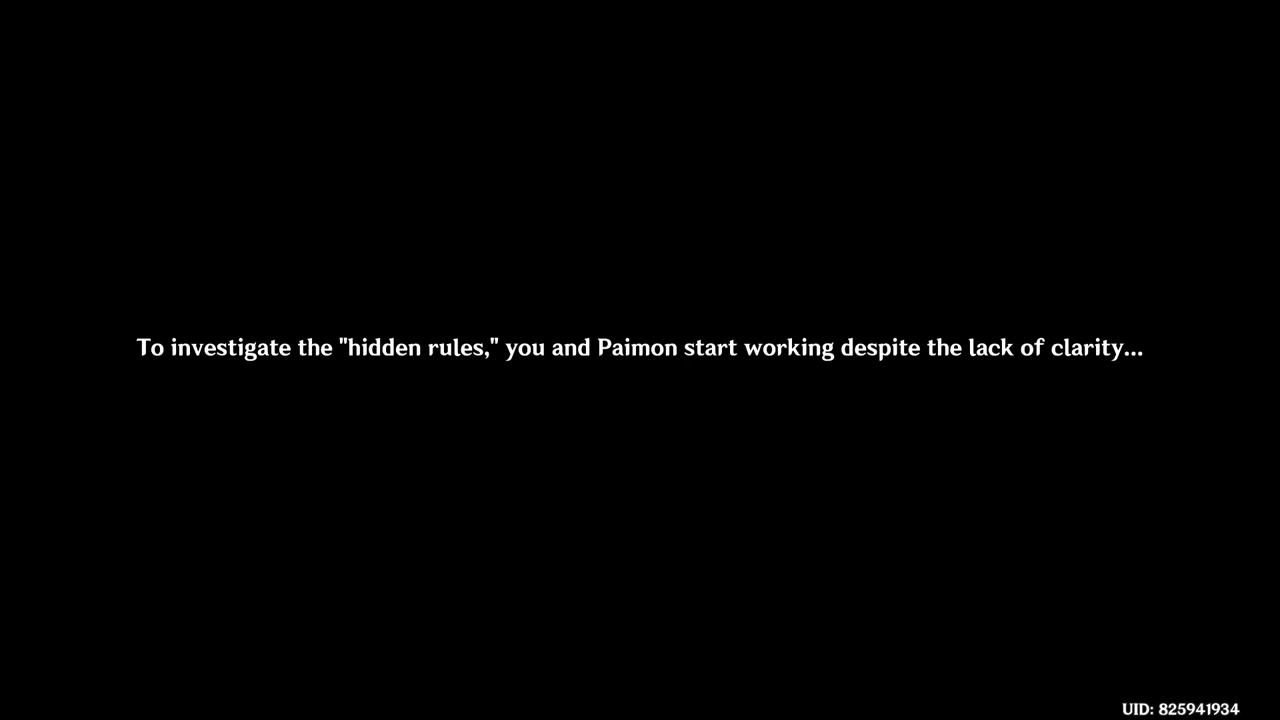 To investigate the "hidden rules," you and Paimon start working despite the lack of clarity...
UID: 825941934